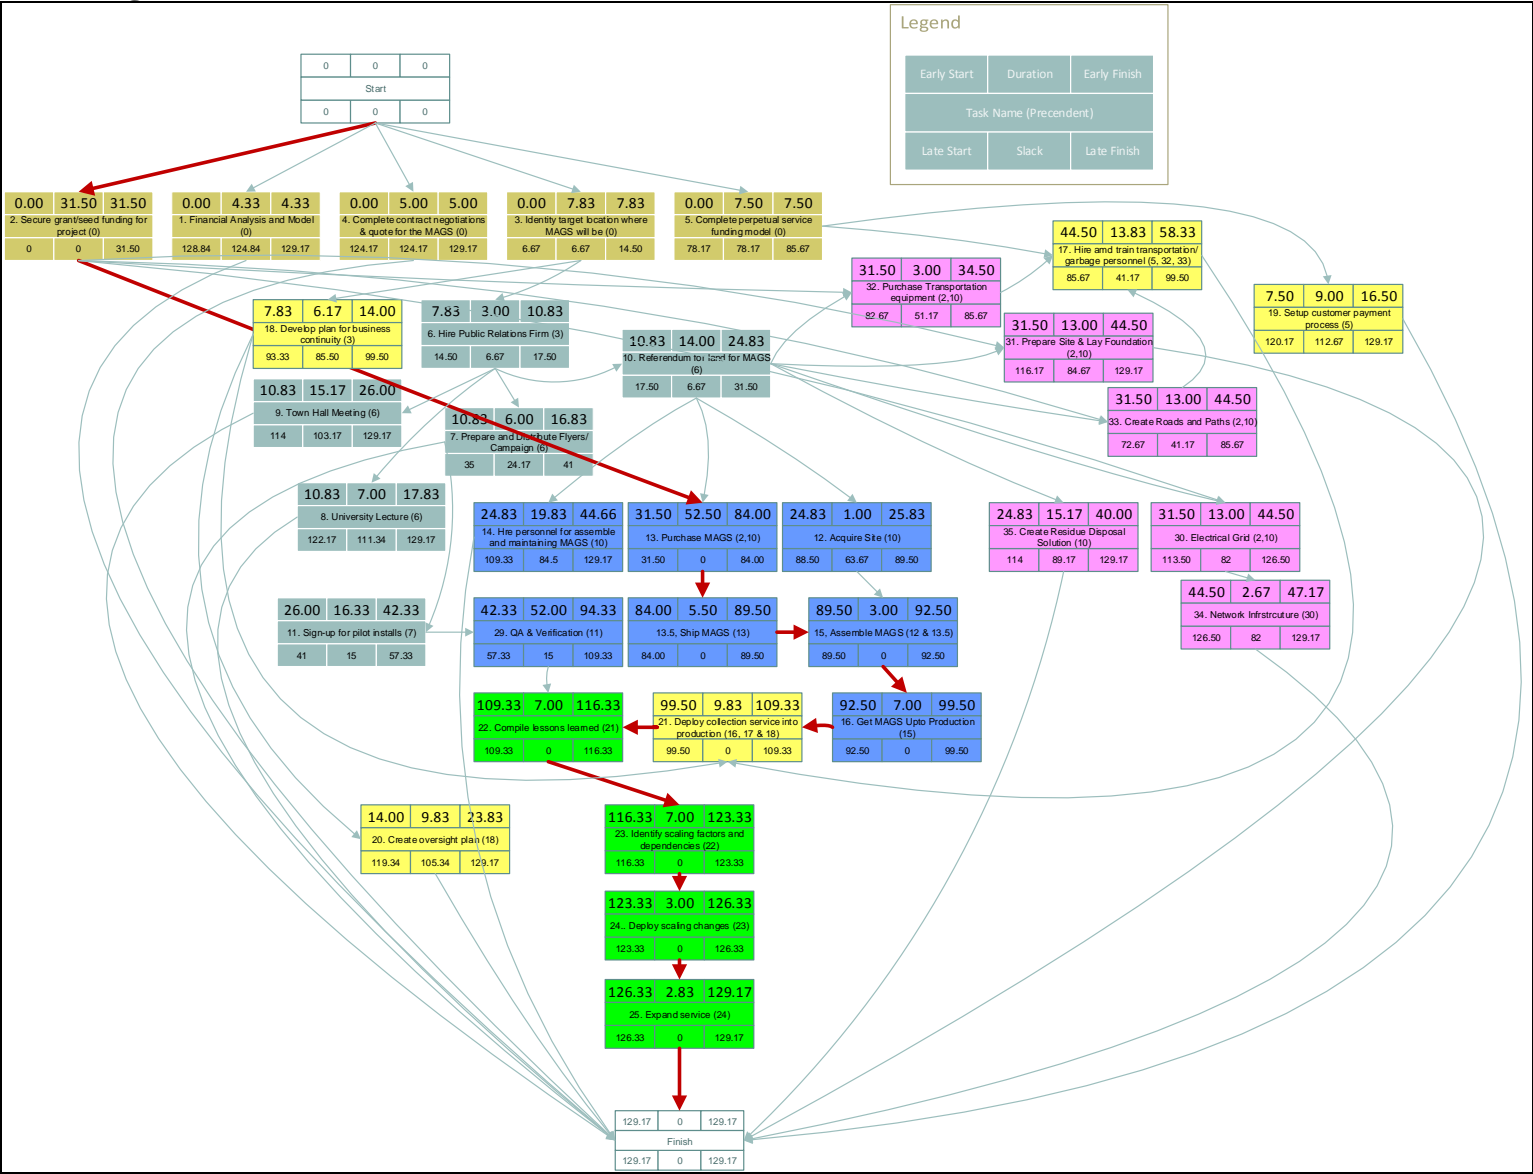 Legend
Early Start Duration Early Finish
Task Name (Precendent)
Late Start Slack Late Finish
0 0 0
Start
0 0 0
0.00 31.50 31.50
2. Secure grant/seed funding for
project (0)
0 0 31.50
0.00 4.33 4.33
1. Financial Analysis and Model
(0)
128.84 124.84 129.17
0.00 5.00 5.00
4. Complete contract negotiations
& quote for the MAGS (0)
124.17 124.17 129.17
0.00 7.83 7.83
3. Identity target location where
MAGS will be (0)
6.67 6.67 14.50
0.00 7.50 7.50
5. Complete perpetual service
funding model (0)
78.17 78.17 85.67
44.50 13.83 58.33
17. Hire amd train transportation/
garbage personnel (5, 32, 33)
85.67 41.17 99.50
31.50 3.00 34.50
32. Purchase Transportation
equipment (2,10)
82.67 51.17 85.67
7.50 9.00 16.50
19. Setup customer payment
process (5)
120.17 112.67 129.17
7.83 6.17 14.00
18. Develop plan for business
continuity (3)
93.33 85.50 99.50
7.83 3.00 10.83
6. Hire Public Relations Firm (3)
14.50 6.67 17.50
10.83 14.00 24.83
10. Referendum for land for MAGS
(6)
17.50 6.67 31.50
31.50 13.00 44.50
31. Prepare Site & Lay Foundation
(2,10)
116.17 84.67 129.17
10.83 15.17 26.00
9. Town Hall Meeting (6)
114 103.17 129.17
10.83 6.00 16.83
7. Prepare and Distribute Flyers/
Campaign (6)
35 24.17 41
31.50 13.00 44.50
33. Create Roads and Paths (2,10)
72.67 41.17 85.67
10.83 7.00 17.83
8. University Lecture (6)
122.17 111.34 129.17
24.83 19.83 44.66
14. Hre personnel for assemble
and maintaining MAGS (10)
109.33 84.5 129.17
31.50 52.50 84.00
13. Purchase MAGS (2,10)
31.50 0 84.00
24.83 1.00 25.83
12. Acquire Site (10)
88.50 63.67 89.50
24.83 15.17 40.00
35. Create Residue Disposal
Solution (10)
114 89.17 129.17
31.50 13.00 44.50
30. Electrical Grid (2,10)
113.50 82 126.50
44.50 2.67 47.17
34. Network Infrstrcuture (30)
126.50 82 129.17
26.00 16.33 42.33
11. Sign-up for pilot installs (7)
41 15 57.33
42.33 52.00 94.33
29. QA & Verification (11)
57.33 15 109.33
84.00 5.50 89.50
13.5, Ship MAGS (13)
84.00 0 89.50
89.50 3.00 92.50
15, Assemble MAGS (12 & 13.5)
89.50 0 92.50
109.33 7.00 116.33
22. Compile lessons learned (21)
109.33 0 116.33
99.50 9.83 109.33
21. Deploy collection service into
production (16, 17 & 18)
99.50 0 109.33
92.50 7.00 99.50
16. Get MAGS Upto Production
(15)
92.50 0 99.50
14.00 9.83 23.83
20. Create oversight plan (18)
119.34 105.34 129.17
116.33 7.00 123.33
23. Identify scaling factors and
dependencies (22)
116.33 0 123.33
123.33 3.00 126.33
24.. Deploy scaling changes (23)
123.33 0 126.33
126.33 2.83 129.17
25. Expand service (24)
126.33 0 129.17
129.17 0 129.17
Finish
129.17 0 129.17